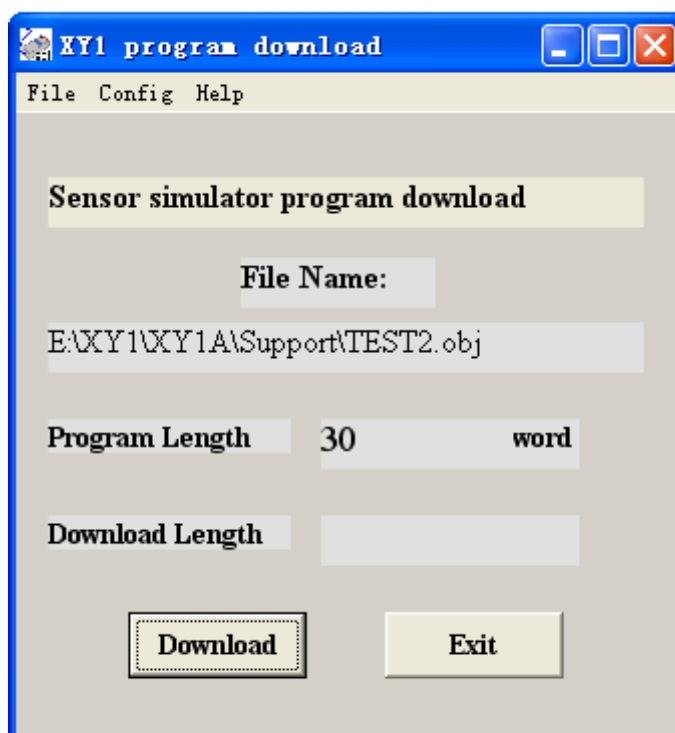 XY1 program download
File Config Help
Sensor simulator program download
File Name:
E:\XY1\XY1A\Support\TEST2.obj
Program Length 30 word
Download Length
Download Exit